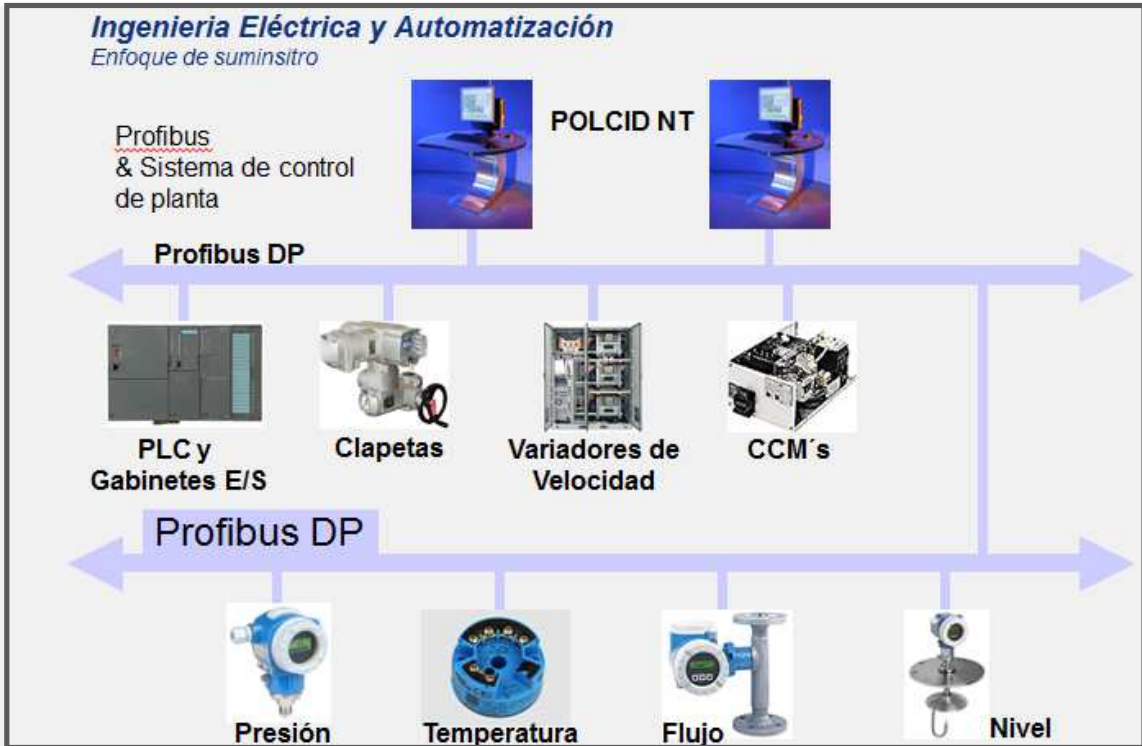 Ingenieria Eléctrica y Automatización
Enfoque de suminsitro
POLCID NT
Profibus
& Sistema de control
de planta
Profibus DP
PLC y
Gabinetes E/S
Clapetas
Variadores de
Velocidad
CCM´s
Profibus DP
Presión
Temperatura
Flujo
Nivel